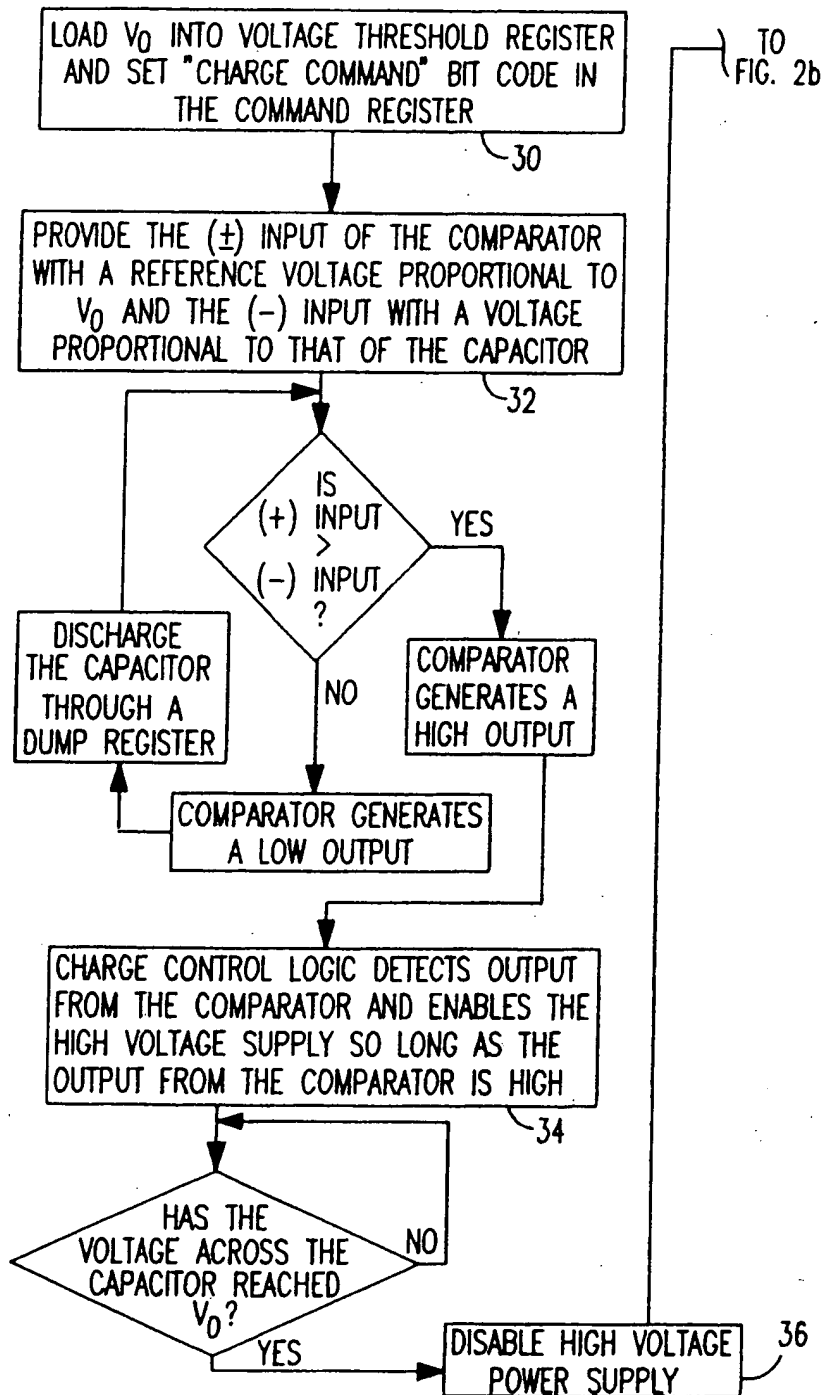 LOAD V0 INTO VOLTAGE THRESHOLD REGISTER
AND SET "CHARGE COMMAND" BIT CODE IN
THE COMMAND REGISTER
30
TO
FIG. 2b
PROVIDE THE (±) INPUT OF THE COMPARATOR
WITH A REFERENCE VOLTAGE PROPORTIONAL TO
V0 AND THE (-) INPUT WITH A VOLTAGE
PROPORTIONAL TO THAT OF THE CAPACITOR
32
IS
(+) INPUT
>
(-) INPUT
?
YES
NO
DISCHARGE
THE CAPACITOR
THROUGH A
DUMP REGISTER
COMPARATOR
GENERATES A
HIGH OUTPUT
COMPARATOR GENERATES
A LOW OUTPUT
CHARGE CONTROL LOGIC DETECTS OUTPUT
FROM THE COMPARATOR AND ENABLES THE
HIGH VOLTAGE SUPPLY SO LONG AS THE
OUTPUT FROM THE COMPARATOR IS HIGH
34
HAS THE
VOLTAGE ACROSS THE
CAPACITOR REACHED
V0?
NO
YES
DISABLE HIGH VOLTAGE
POWER SUPPLY
36